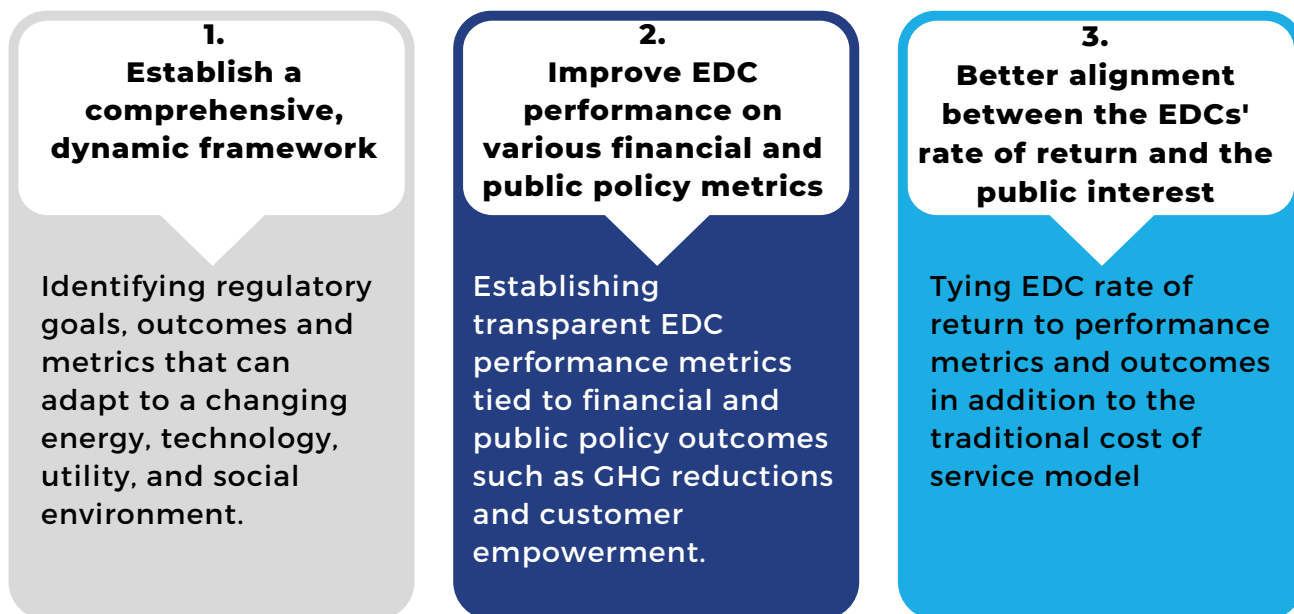 1.
Establish a
comprehensive,
dynamic framework
Identifying regulatory
goals, outcomes and
metrics that can
adapt to a changing
energy, technology,
utility, and social
environment.
2.
Improve EDC
performance on
various financial and
public policy metrics
Establishing
transparent EDC
performance metrics
tied to financial and
public policy outcomes
such as GHG reductions
and customer
empowerment.
3.
Better alignment
between the EDCs'
rate of return and the
public interest
Tying EDC rate of
return to performance
metrics and outcomes
in addition to the
traditional cost of
service model